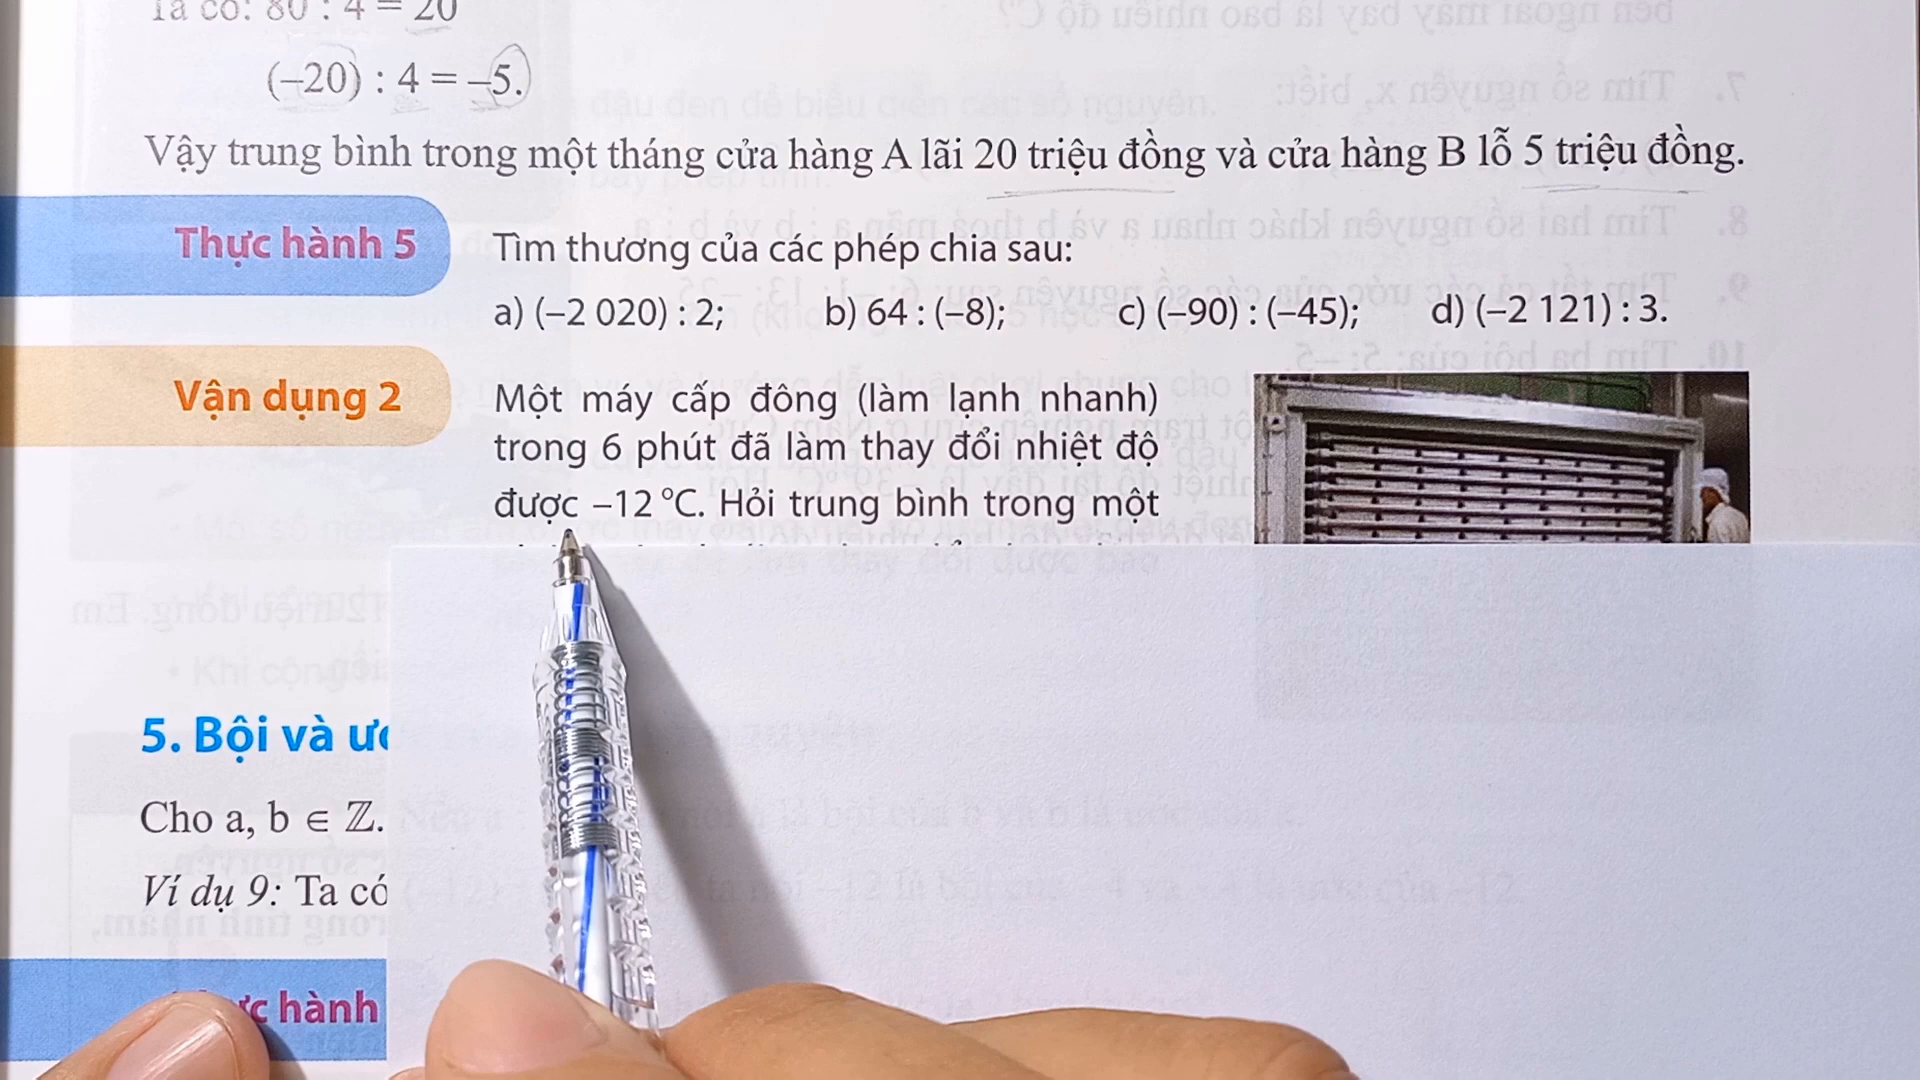 Ta có: 80 : 4 = 20
(–20) : 4 = –5.
Vậy trung bình trong một tháng cửa hàng A lãi 20 triệu đồng và cửa hàng B lỗ 5 triệu đồng.
Thực hành 5
Tìm thương của các phép chia sau:
a) (–2 020) : 2; b) 64 : (–8); c) (–90) : (–45); d) (–2 121) : 3.
Vận dụng 2
Một máy cấp đông (làm lạnh nhanh)
trong 6 phút đã làm thay đổi nhiệt độ
được –12 °C. Hỏi trung bình trong một
5. Bội và ư
Cho a, b ∈ ℤ.
Ví dụ 9: Ta có
hành